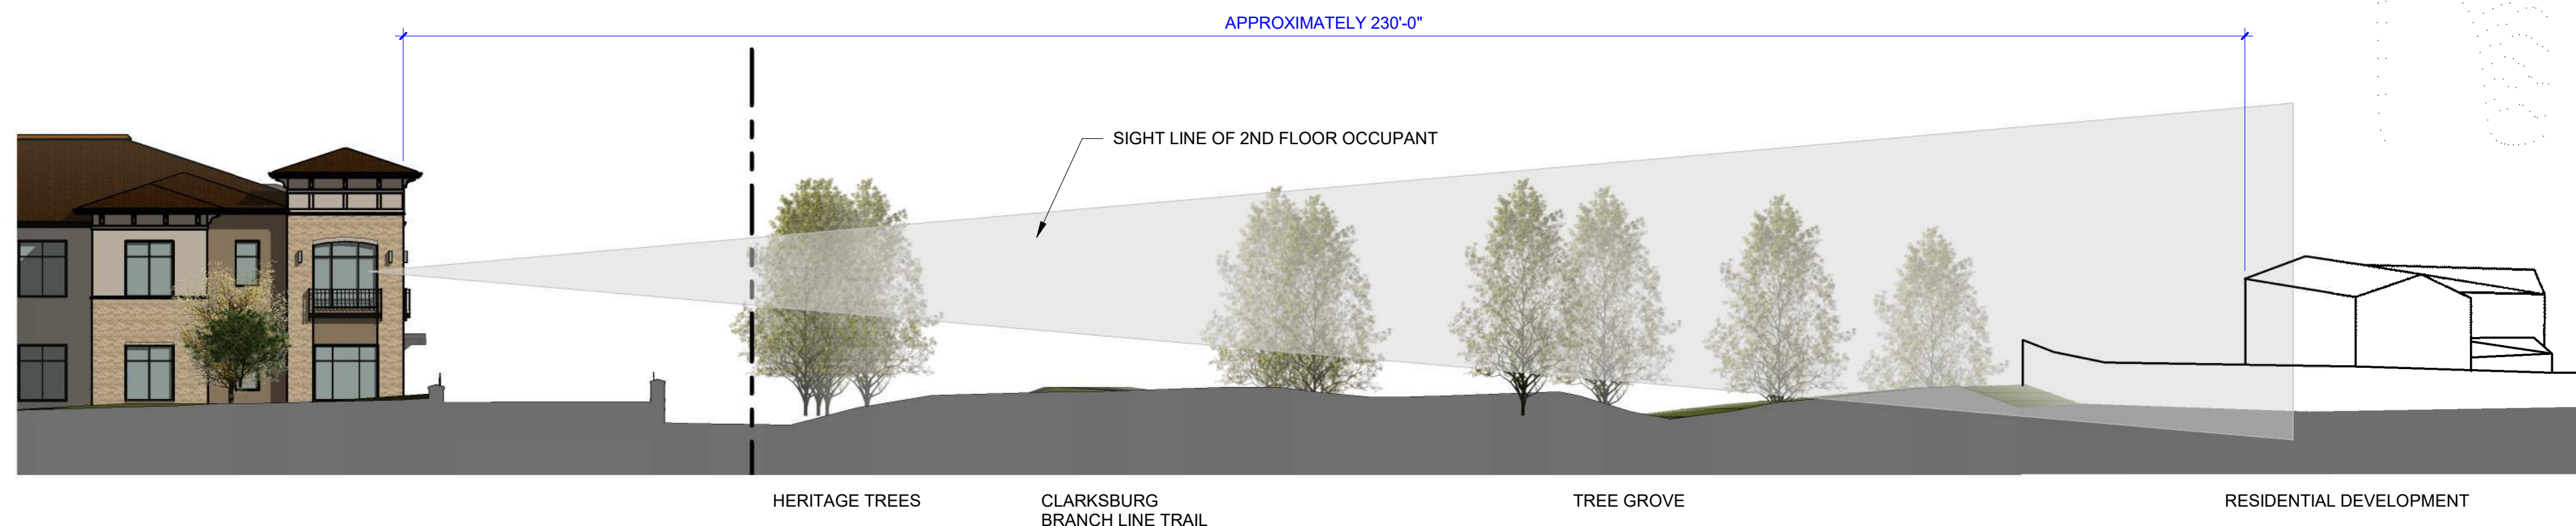 APPROXIMATELY 230'-0"
SIGHT LINE OF 2ND FLOOR OCCUPANT
HERITAGE TREES
CLARKSBURG
BRANCH LINE TRAIL
TREE GROVE
RESIDENTIAL DEVELOPMENT